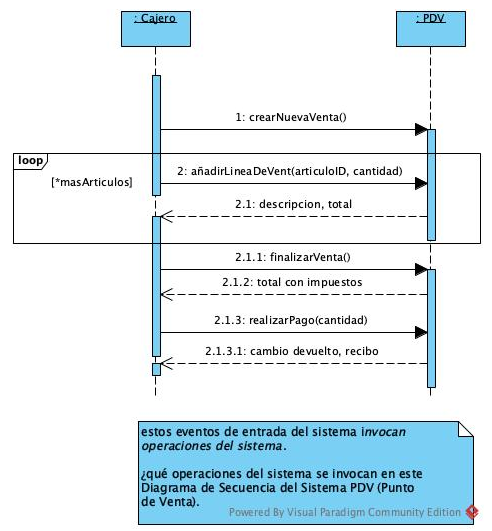 : Cajero
: PDV
1: crearNuevaVenta()
loop
[*masArticulos]
2: añadirLineaDeVent(articuloID, cantidad)
2.1: descripcion, total
2.1.1: finalizarVenta()
2.1.2: total con impuestos
2.1.3: realizarPago(cantidad)
2.1.3.1: cambio devuelto, recibo
estos eventos de entrada del sistema invocan
operaciones del sistema.
¿qué operaciones del sistema se invocan en este
Diagrama de Secuencia del Sistema PDV (Punto
de Venta).
Powered By Visual Paradigm Community Edition